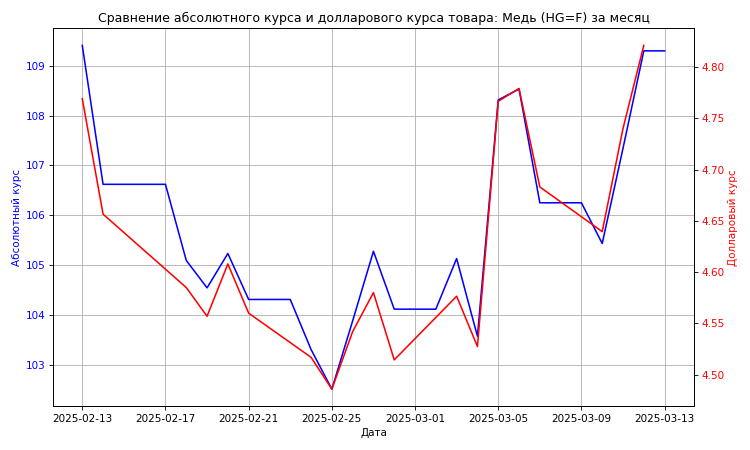 Сравнение абсолютного курса и долларового курса товара: Медь (HG=F) за месяц
Абсолютный курс
109
108
107
106
105
104
103
Долларовый курс
4.80
4.75
4.70
4.65
4.60
4.55
4.50
2025-02-13 2025-02-17 2025-02-21 2025-02-25 2025-03-01 2025-03-05 2025-03-09 2025-03-13
Дата